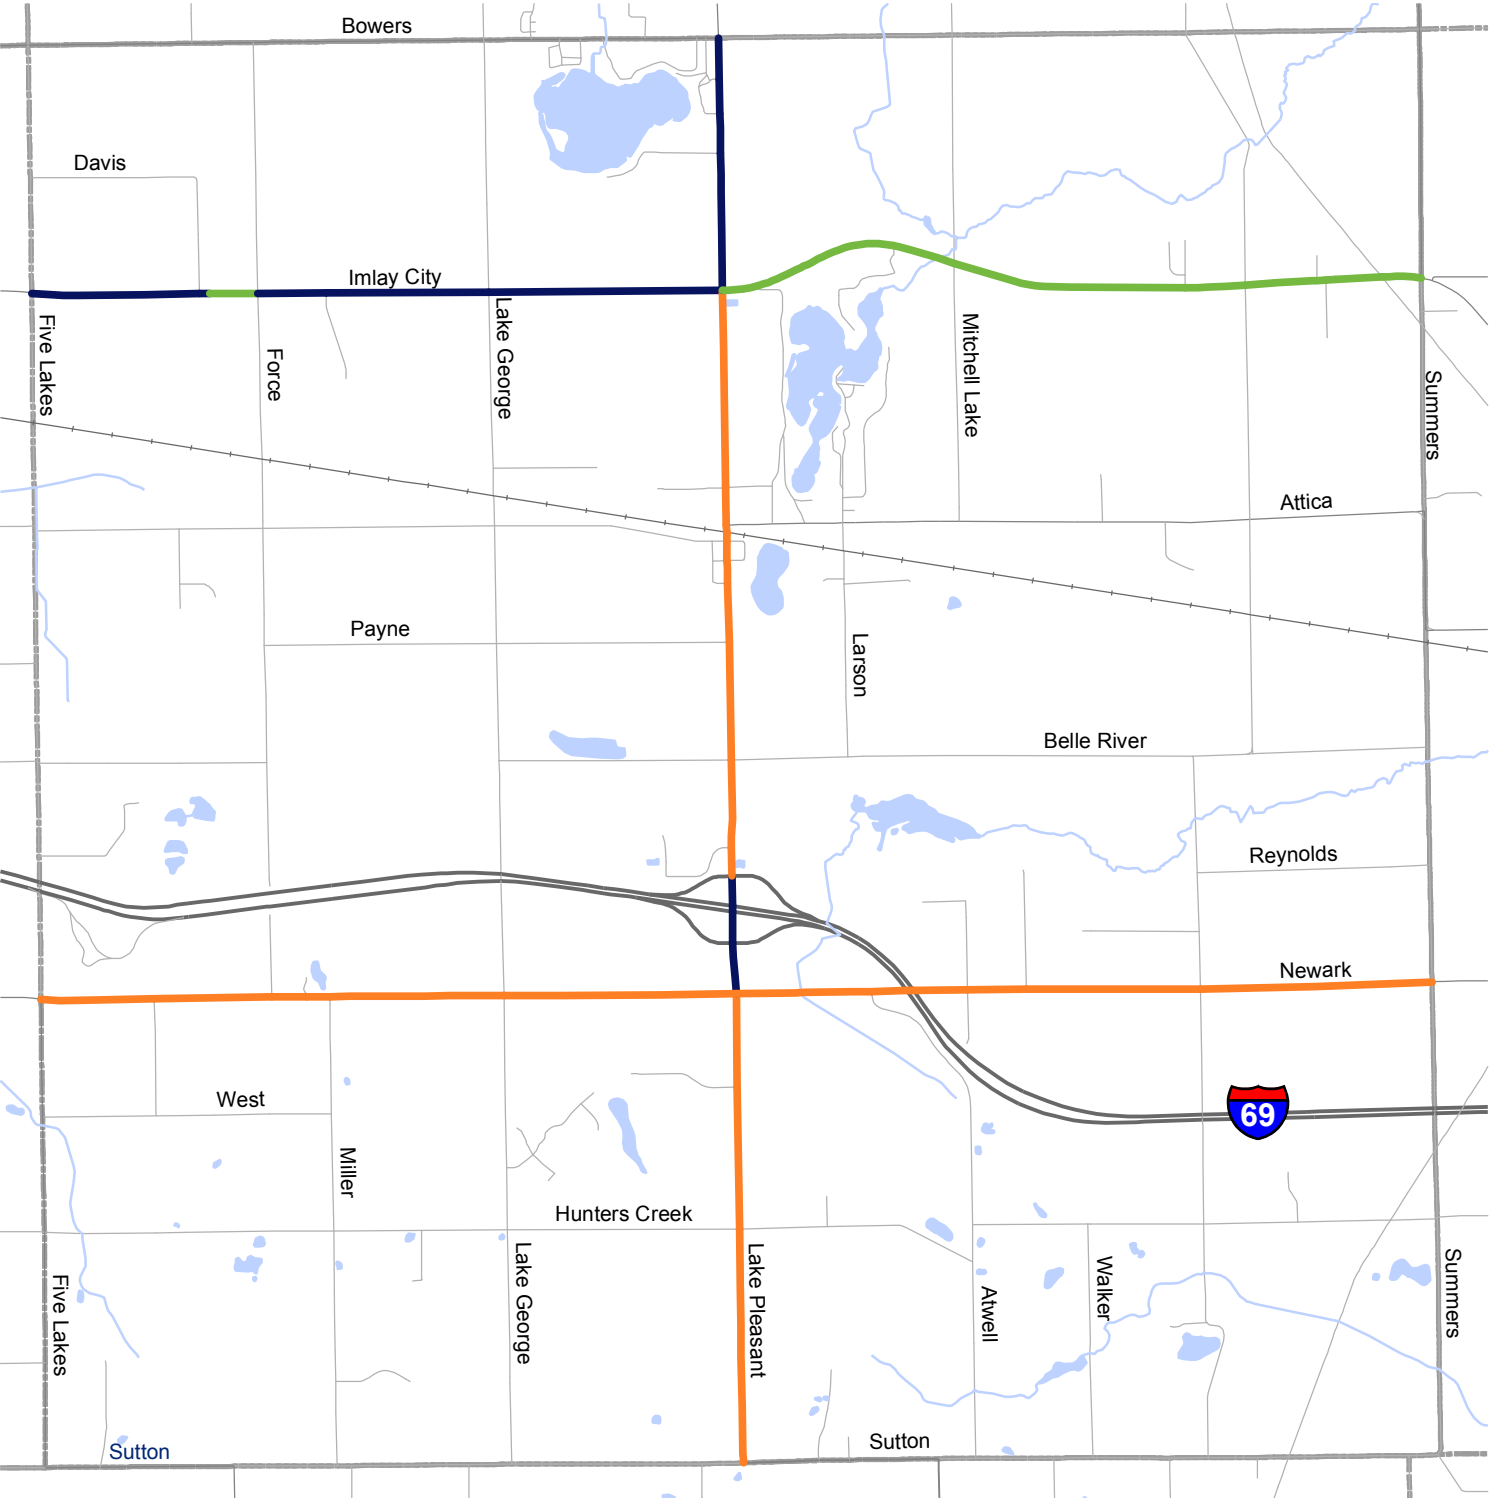 Bowers
Davis
Imlay City
Five Lakes
Force
Lake George
Mitchell Lake
Summers
Attica
Payne
Larson
Belle River
Reynolds
Newark
West
69
Miller
Hunters Creek
Five Lakes
Lake George
Lake Pleasant
Atwell
Walker
Summers
Sutton
Sutton